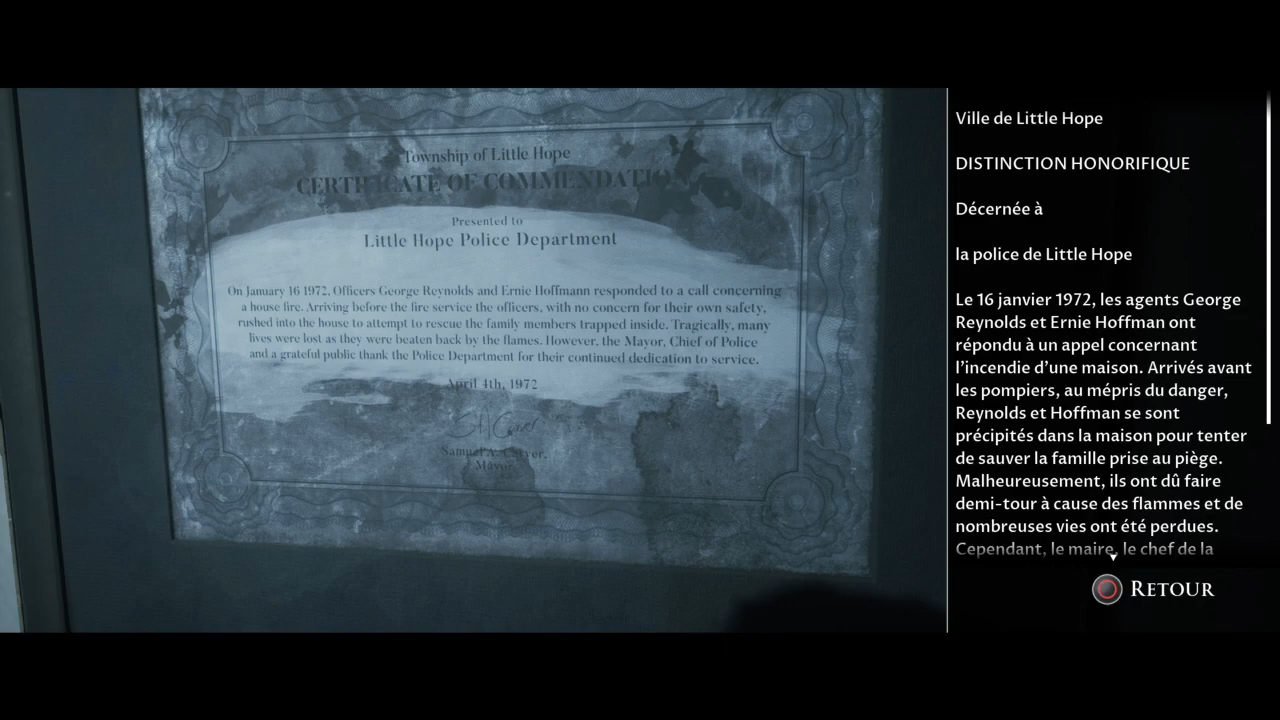 Township of Little Hope
CERTIFICATE OF COMMENDATION
Presented to
Little Hope Police Department
On January 16 1972, Officers George Reynolds and Ernie Hoffmann responded to a call concerning
a house fire. Arriving before the fire service the officers, with no concern for their own safety,
rushed into the house to attempt to rescue the family members trapped inside. Tragically, many
lives were lost as they were beaten back by the flames. However, the Mayor, Chief of Police
and a grateful public thank the Police Department for their continued dedication to service.
April 4th, 1972
Samuel A. Carver,
Mayor
Ville de Little Hope
DISTINCTION HONORIFIQUE
Décernée à
la police de Little Hope
Le 16 janvier 1972, les agents George
Reynolds et Ernie Hoffman ont
répondu à un appel concernant
l'incendie d'une maison. Arrivés avant
les pompiers, au mépris du danger,
Reynolds et Hoffman se sont
précipités dans la maison pour tenter
de sauver la famille prise au piège.
Malheureusement, ils ont dû faire
demi-tour à cause des flammes et de
nombreuses vies ont été perdues.
Cependant, le maire, le chef de la
RETOUR